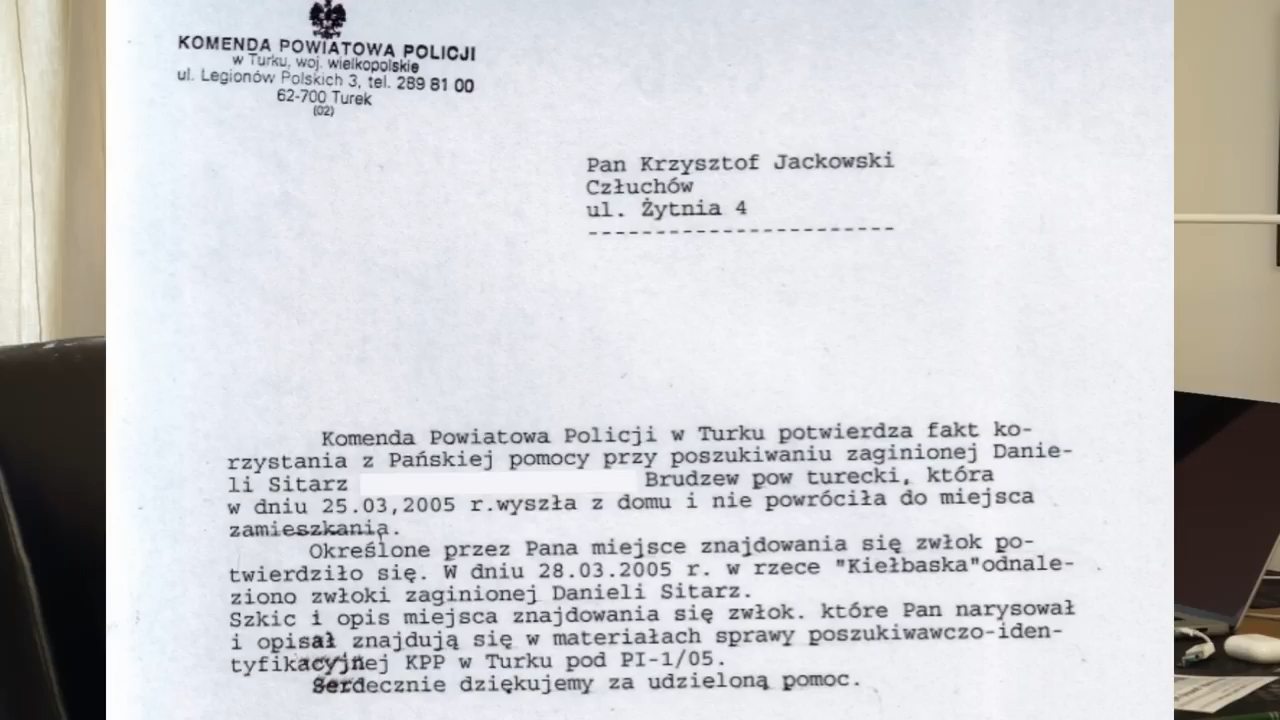 KOMENDA POWIATOWA POLICJI
w Turku, woj. wielkopolskie
ul. Legionów Polskich 3, tel. 289 81 00
62-700 Turek
(02)
Pan Krzysztof Jackowski
Człuchów
ul. Żytnia 4
-----------------------
Komenda Powiatowa Policji w Turku potwierdza fakt ko-
rzystania z Pańskiej pomocy przy poszukiwaniu zaginionej Danie-
li Sitarz Brudzew pow turecki, która
w dniu 25.03,2005 r.wyszła z domu i nie powróciła do miejsca
zamieszkania.
Określone przez Pana miejsce znajdowania się zwłok po-
twierdziło się. W dniu 28.03.2005 r. w rzece "Kiełbaska"odnale-
ziono zwłoki zaginionej Danieli Sitarz.
Szkic i opis miejsca znajdowania się zwłok. które Pan narysował
i opisał znajdują się w materiałach sprawy poszukiwawczo-iden-
tyfikacyjnej KPP w Turku pod PI-1/05.
Serdecznie dziękujemy za udzieloną pomoc.